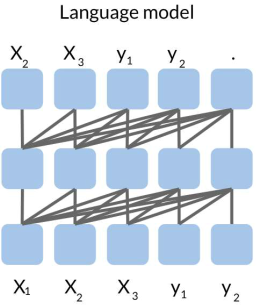 Language model
X₂ X₃ y₁ y₂ .
X₁ X₂ X₃ y₁ y₂